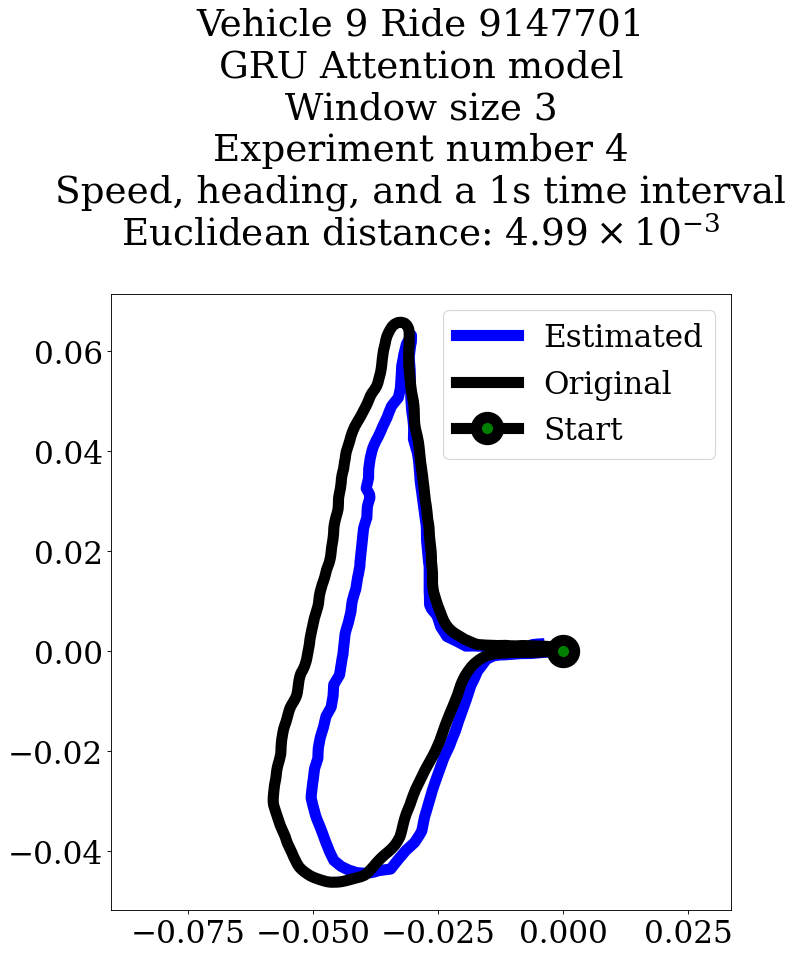 Vehicle 9 Ride 9147701
GRU Attention model
Window size 3
Experiment number 4
Speed, heading, and a 1s time interval
Euclidean distance: 4.99 × 10⁻³
Estimated
Original
Start
0.06
0.04
0.02
0.00
−0.02
−0.04
−0.075 −0.050 −0.025 0.000 0.025